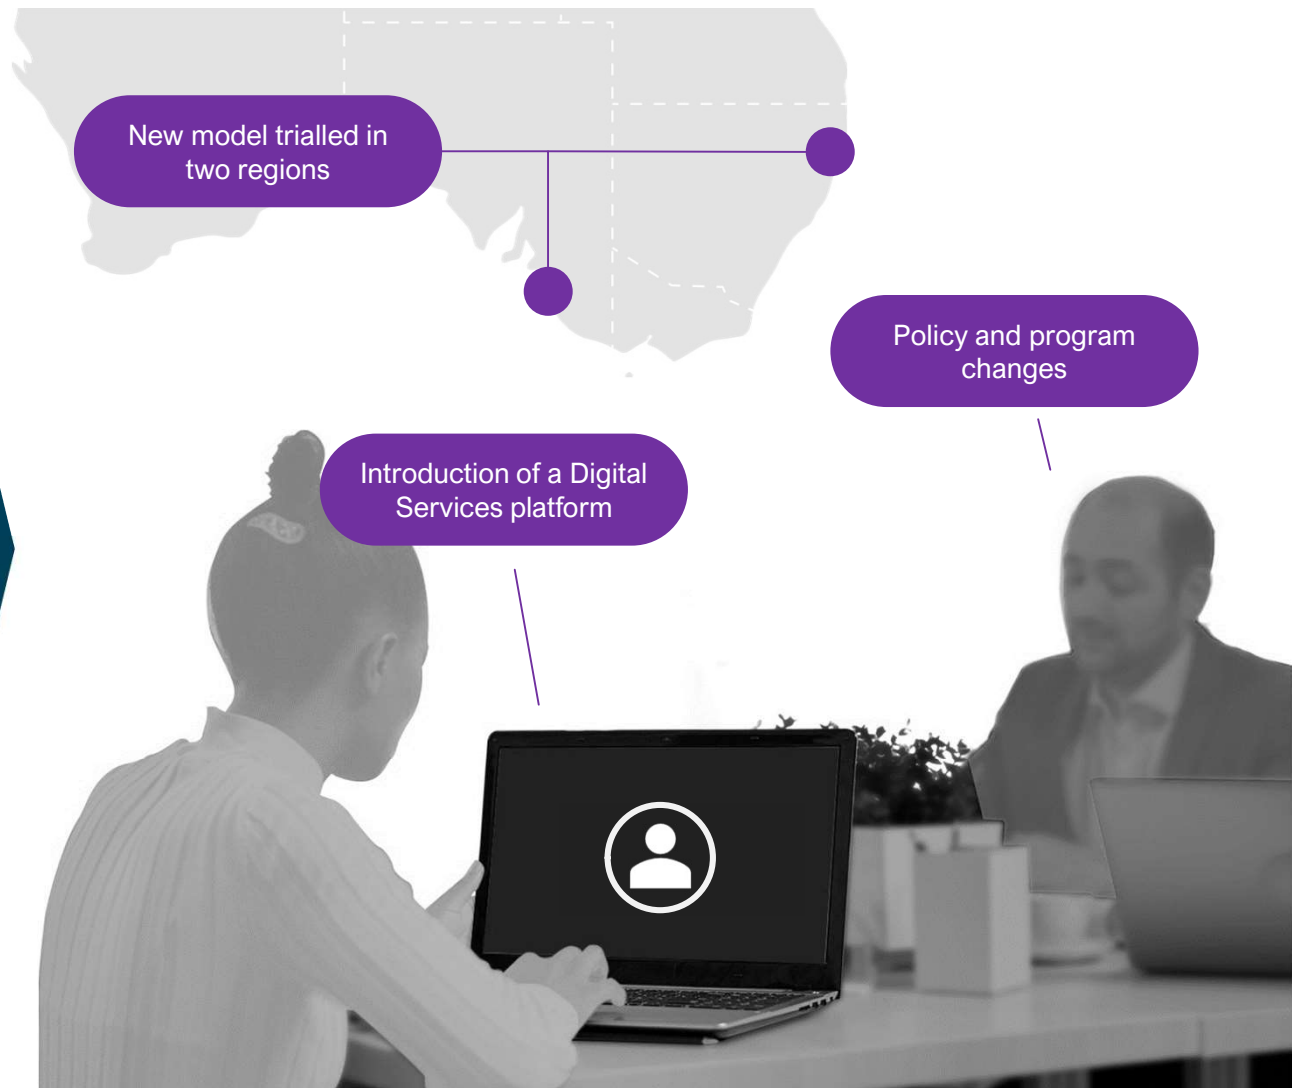 New model trialled in
two regions
Policy and program
changes
Introduction of a Digital
Services platform